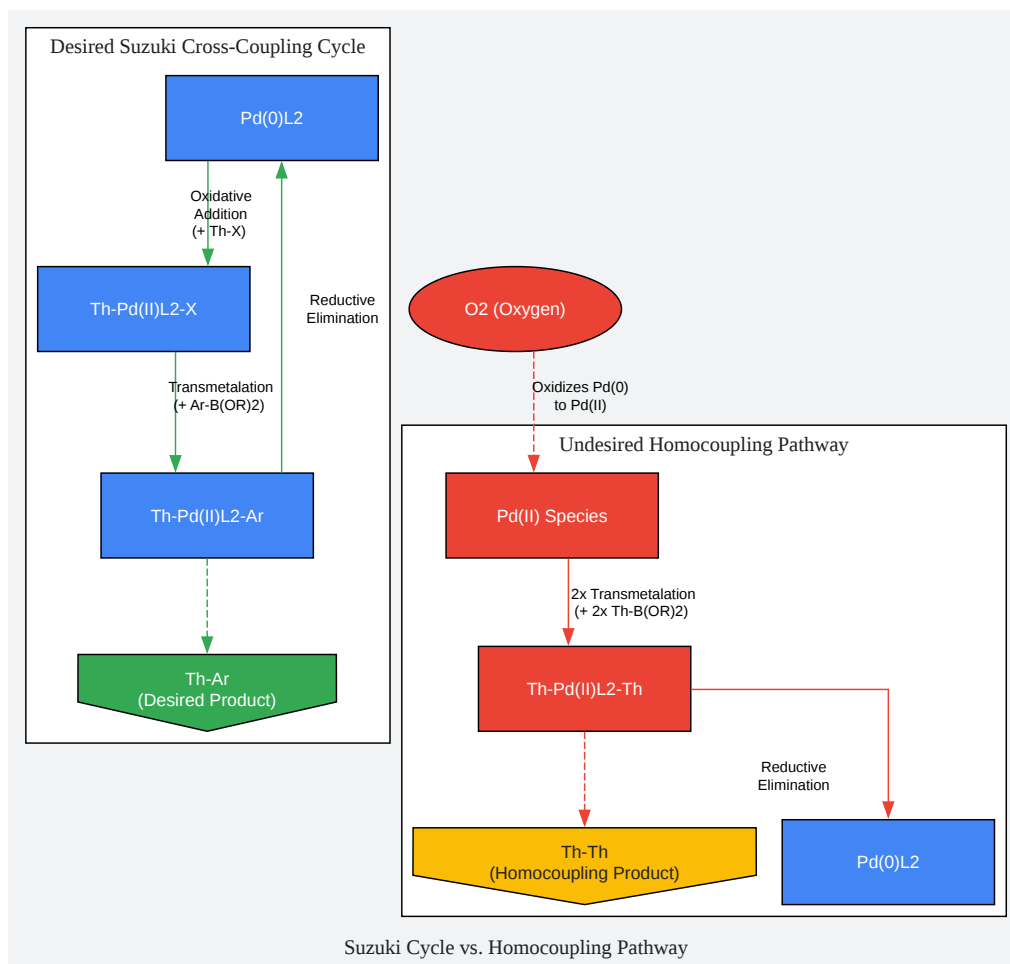 Desired Suzuki Cross-Coupling Cycle
Pd(0)L2
Oxidative
Addition
(+ Th-X)
Th-Pd(II)L2-X
Reductive
Elimination
Transmetalation
(+ Ar-B(OR)2)
Th-Pd(II)L2-Ar
Th-Ar
(Desired Product)
O2 (Oxygen)
Oxidizes Pd(0)
to Pd(II)
Undesired Homocoupling Pathway
Pd(II) Species
2x Transmetalation
(+ 2x Th-B(OR)2)
Th-Pd(II)L2-Th
Reductive
Elimination
Th-Th
(Homocoupling Product)
Pd(0)L2
Suzuki Cycle vs. Homocoupling Pathway